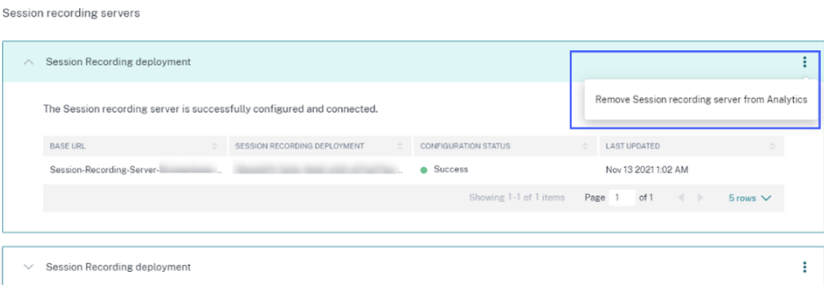 Session recording servers
Session Recording deployment
Remove Session recording server from Analytics
The Session recording server is successfully configured and connected.
BASE URL SESSION RECORDING DEPLOYMENT CONFIGURATION STATUS LAST UPDATED
Session-Recording-Server- ... ... Success Nov 13 2021 1:02 AM
Showing 1-1 of 1 items Page 1 of 1 5 rows
Session Recording deployment